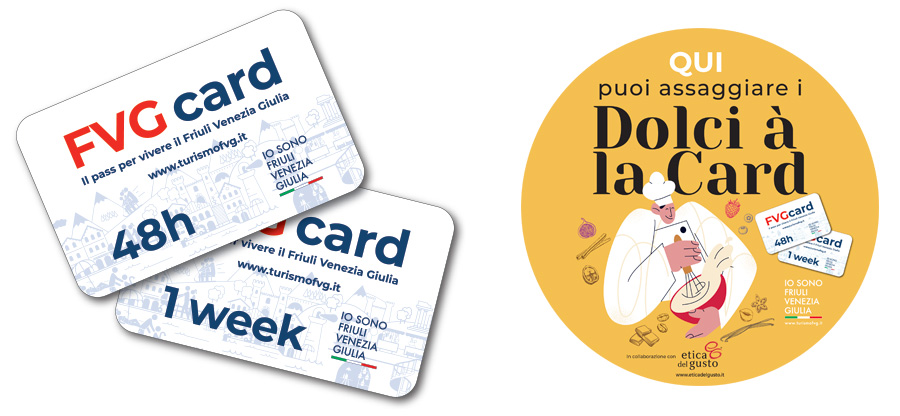 FVG card
Il pass per vivere il Friuli Venezia Giulia
www.turismofvg.it
48h
IO SONO
FRIULI
VENEZIA
GIULIA
card
vivere il Friuli Venezia Giulia
www.turismofvg.it
1 week
IO SONO
FRIULI
VENEZIA
GIULIA
QUI
puoi assaggiare i
Dolci à
la Card
FVGcard
48h
card
1 week
IO SONO
FRIULI
VENEZIA
GIULIA
www.turismofvg.it
In collaborazione con
etica
del gusto
www.eticadelgusto.it